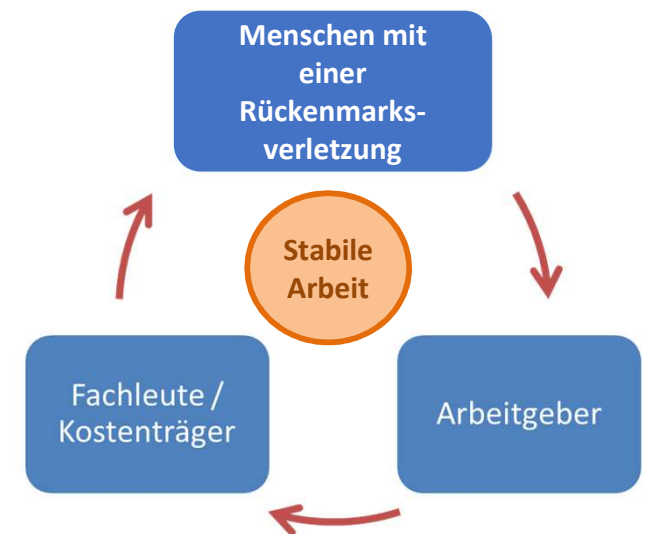 Menschen mit
einer
Rückenmarks-
verletzung
Stabile
Arbeit
Fachleute /
Kostenträger
Arbeitgeber